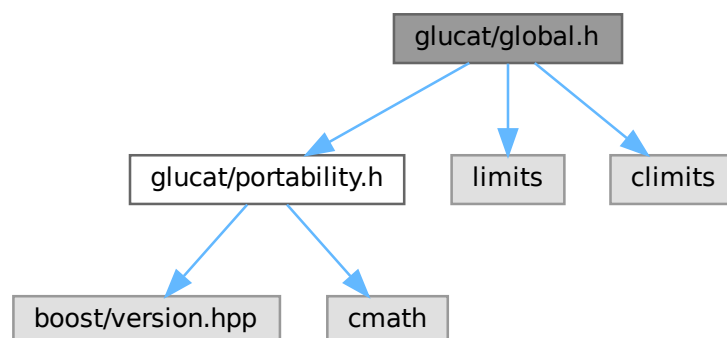 glucat/global.h
glucat/portability.h
limits
climits
boost/version.hpp
cmath